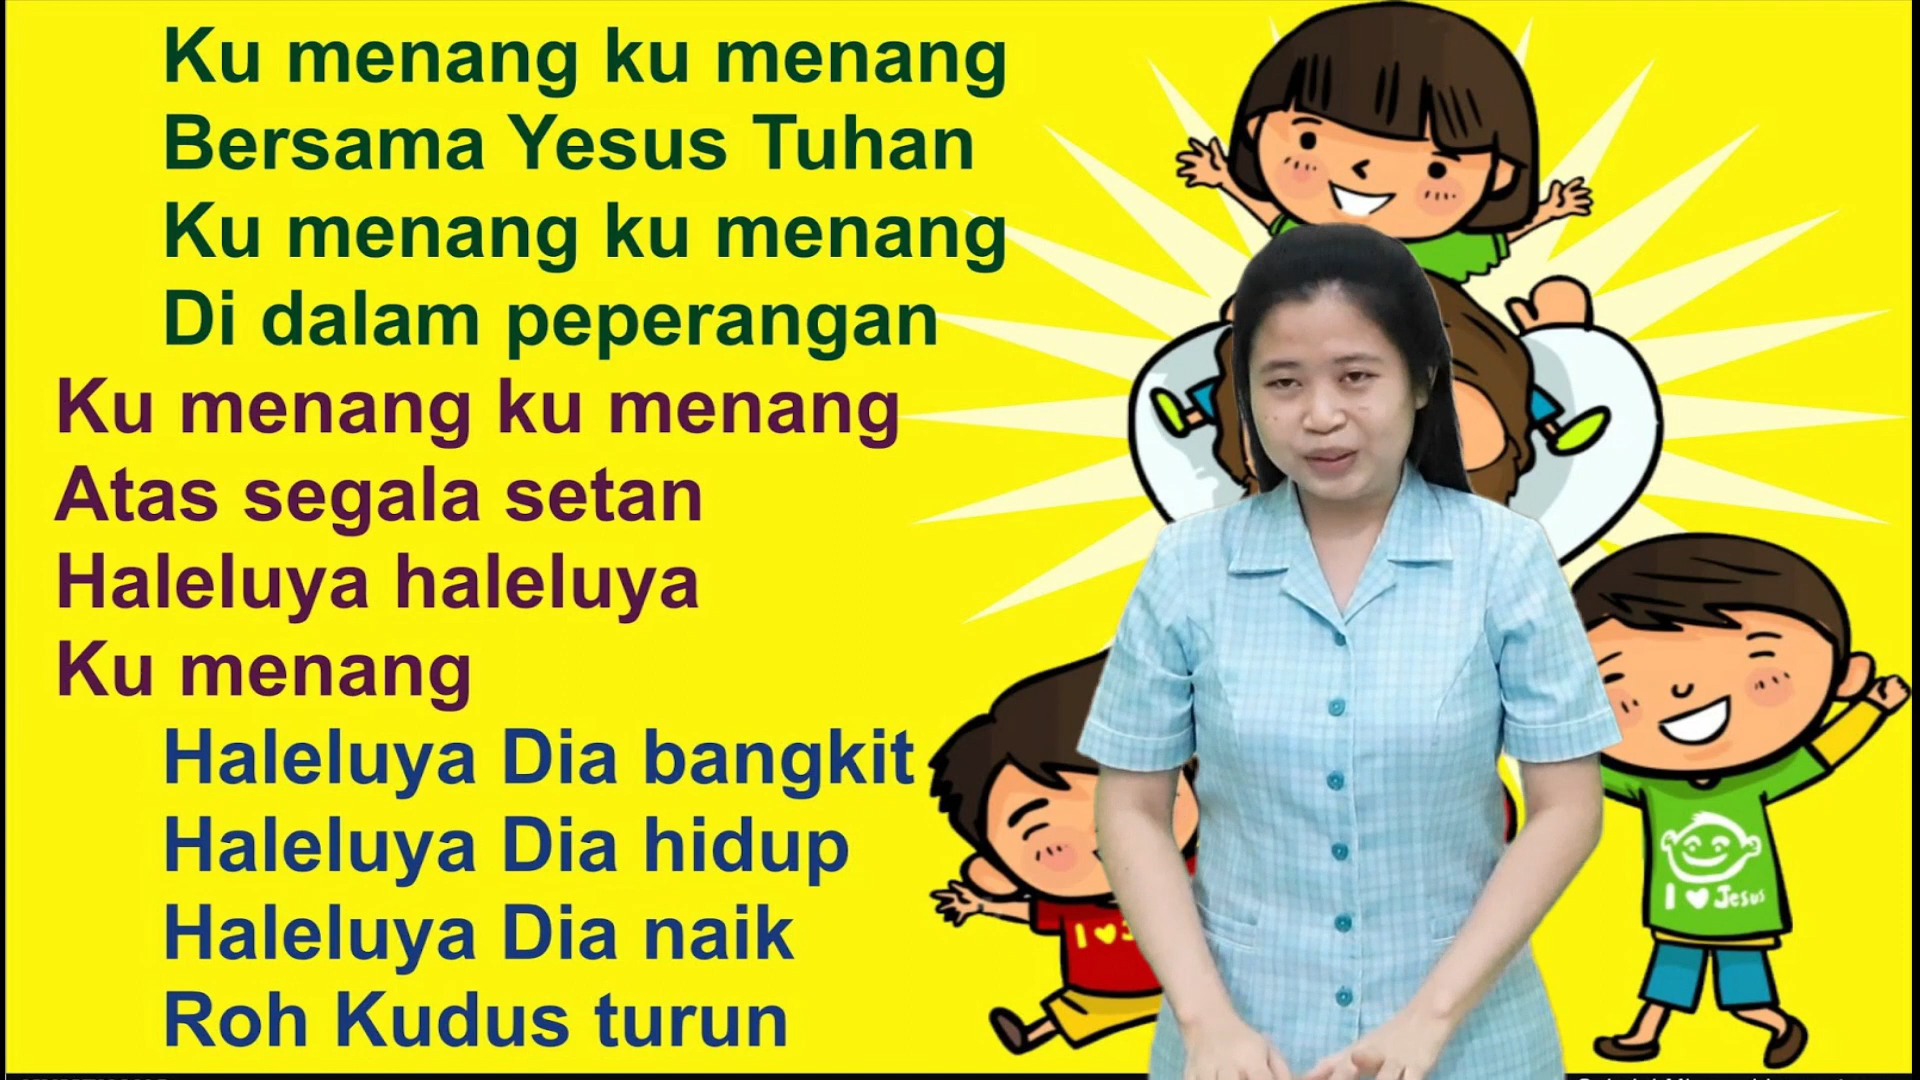 Ku menang ku menang
Bersama Yesus Tuhan
Ku menang ku menang
Di dalam peperangan
Ku menang ku menang
Atas segala setan
Haleluya haleluya
Ku menang
Haleluya Dia bangkit
Haleluya Dia hidup
Haleluya Dia naik
Roh Kudus turun
I ♥ Jesus
I ♥ J